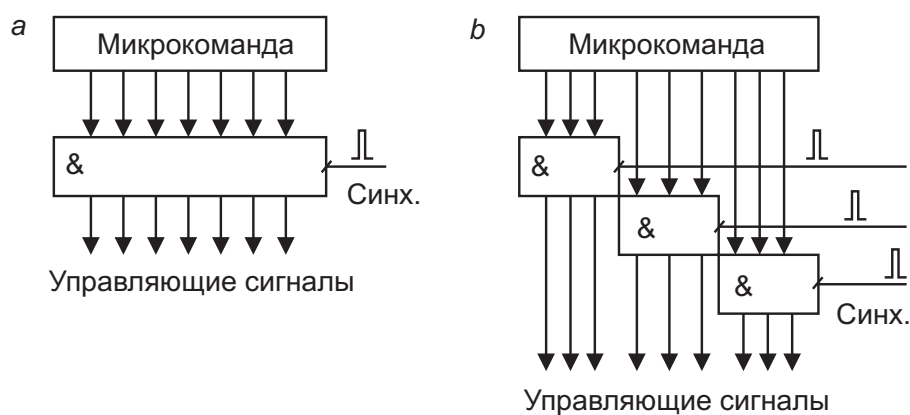 a
Микрокоманда
&
Синх.
Управляющие сигналы
b
Микрокоманда
&
&
&
Синх.
Управляющие сигналы